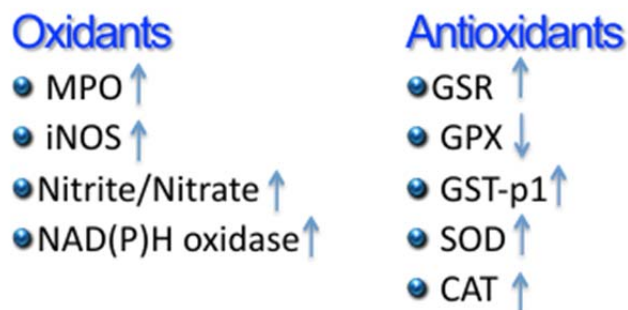 Oxidants
MPO ↑
iNOS ↑
Nitrite/Nitrate ↑
NAD(P)H oxidase ↑
Antioxidants
GSR ↑
GPX ↓
GST-p1 ↑
SOD ↑
CAT ↑